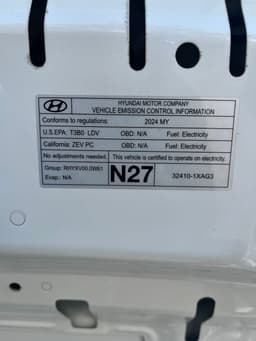 HYUNDAI MOTOR COMPANY
VEHICLE EMISSION CONTROL INFORMATION
Conforms to regulations: 2024 MY
U.S.EPA: T3B0 LDV OBD: N/A Fuel: Electricity
California: ZEV PC OBD: N/A Fuel: Electricity
No adjustments needed. This vehicle is certified to operate on electricity.
Group: RHYXV00.0W61
Evap.: N/A
N27
32410-1XAG3